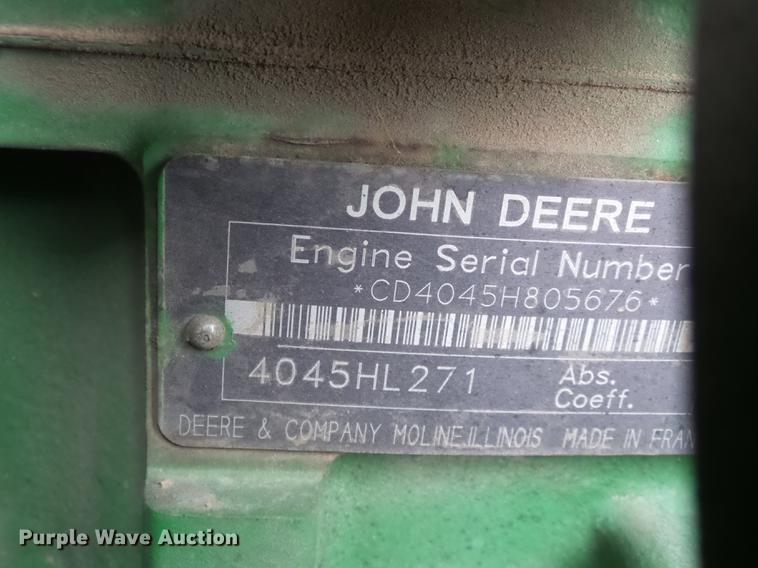 JOHN DEERE
Engine Serial Number
*CD4045H805676*
4045HL271
Abs.
Coeff.
DEERE & COMPANY MOLINE,ILLINOIS MADE IN FRAN
Purple Wave Auction